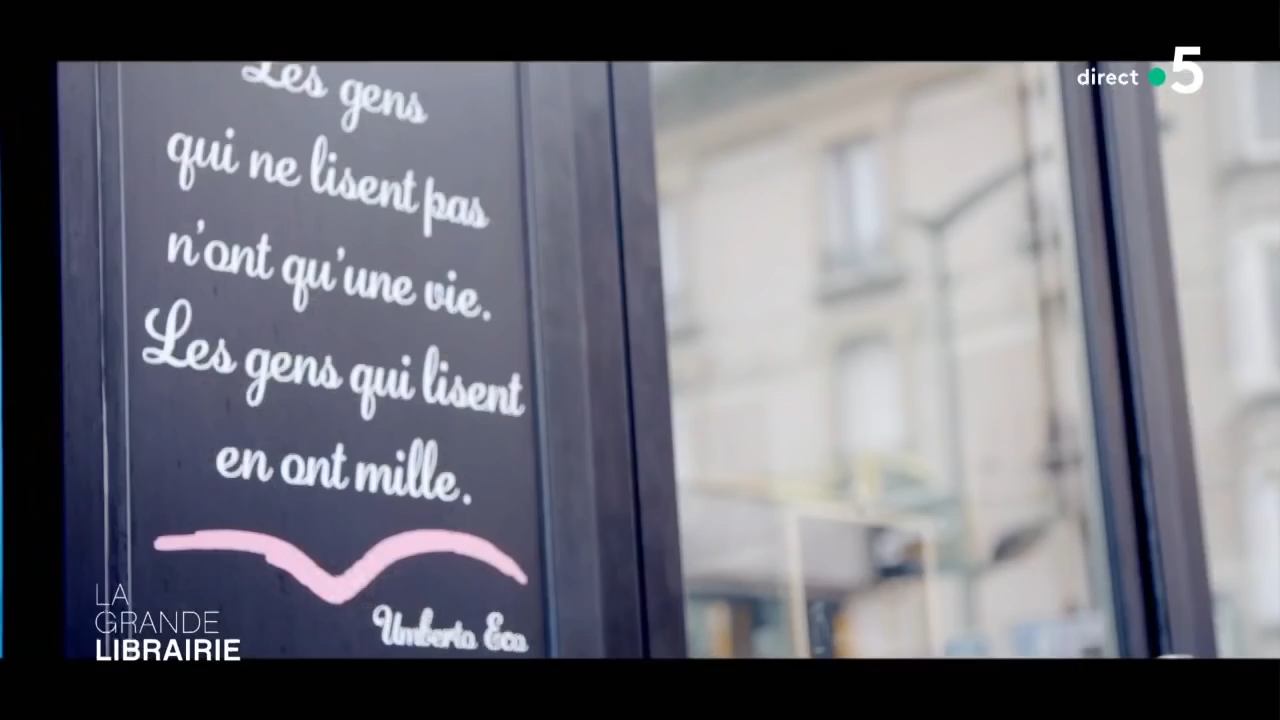 direct 5
Les gens
qui ne lisent pas
n'ont qu'une vie.
Les gens qui lisent
en ont mille.
Umberto Eco
LA
GRANDE
LIBRAIRIE